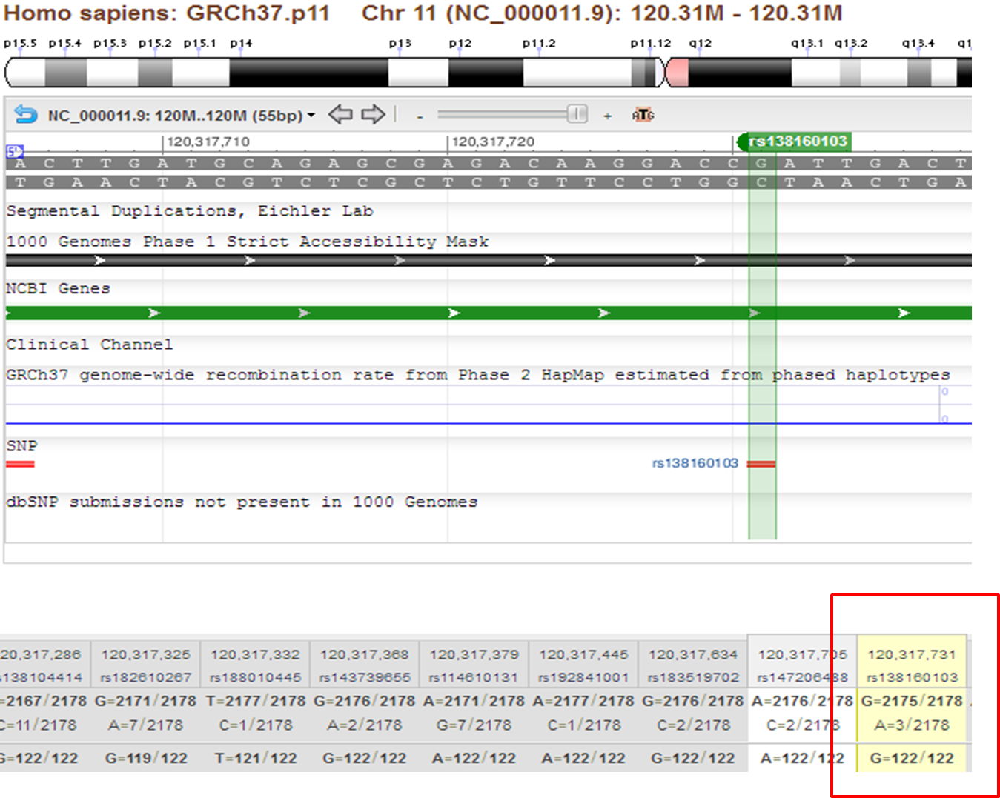 Homo sapiens: GRCh37.p11 Chr 11 (NC_000011.9): 120.31M - 120.31M
p15.5 p15.4 p15.3 p15.2 p15.1 p14 p13 p12 p11.2 p11.12 q12 q13.1 q13.2 q13.4 q1
NC_000011.9: 120M..120M (55bp) - + ATG
120,317,710 120,317,720 rs138160103
5'
A C T T G A T G C A G A G C G A G A C A A G G A C C G A T T G A C T
T G A A C T A C G T C T C G C T C T G T T C C T G G C T A A C T G A
Segmental Duplications, Eichler Lab
1000 Genomes Phase 1 Strict Accessibility Mask
NCBI Genes
Clinical Channel
GRCh37 genome-wide recombination rate from Phase 2 HapMap estimated from phased haplotypes
0
0
SNP
rs138160103
dbSNP submissions not present in 1000 Genomes
20,317,286 120,317,325 120,317,332 120,317,368 120,317,379 120,317,445 120,317,634 120,317,705 120,317,731
s138104414 rs182610267 rs188010445 rs143739655 rs114610131 rs192841001 rs183519702 rs147206488 rs138160103
=2167/2178 G=2171/2178 T=2177/2178 G=2176/2178 A=2171/2178 A=2177/2178 G=2176/2178 A=2176/2178 G=2175/2178
C=11/2178 A=7/2178 C=1/2178 A=2/2178 G=7/2178 C=1/2178 C=2/2178 C=2/2178 A=3/2178
G=122/122 G=119/122 T=121/122 G=122/122 A=122/122 A=122/122 G=122/122 A=122/122 G=122/122